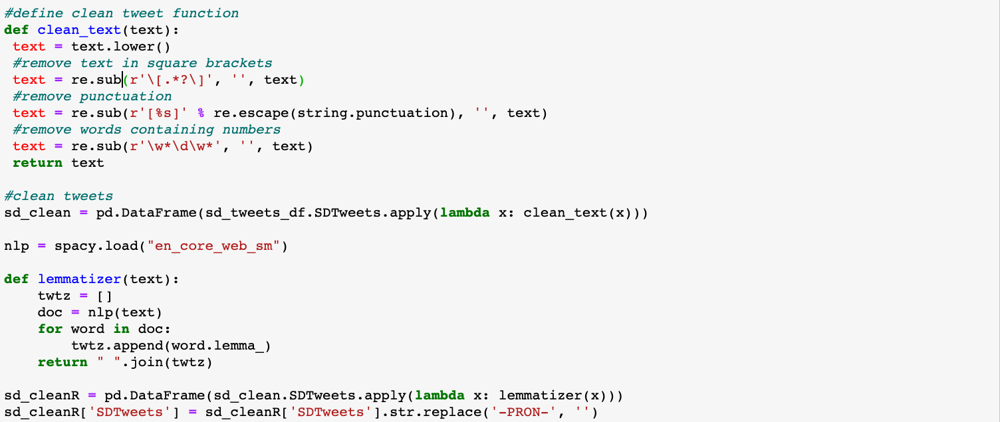 #define clean tweet function
def clean_text(text):
 text = text.lower()
 #remove text in square brackets
 text = re.sub(r'\[.*?\]', '', text)
 #remove punctuation
 text = re.sub(r'[%s]' % re.escape(string.punctuation), '', text)
 #remove words containing numbers
 text = re.sub(r'\w*\d\w*', '', text)
 return text

#clean tweets
sd_clean = pd.DataFrame(sd_tweets_df.SDTweets.apply(lambda x: clean_text(x)))

nlp = spacy.load("en_core_web_sm")

def lemmatizer(text):
    twtz = []
    doc = nlp(text)
    for word in doc:
        twtz.append(word.lemma_)
    return " ".join(twtz)

sd_cleanR = pd.DataFrame(sd_clean.SDTweets.apply(lambda x: lemmatizer(x)))
sd_cleanR['SDTweets'] = sd_cleanR['SDTweets'].str.replace('-PRON-', '')